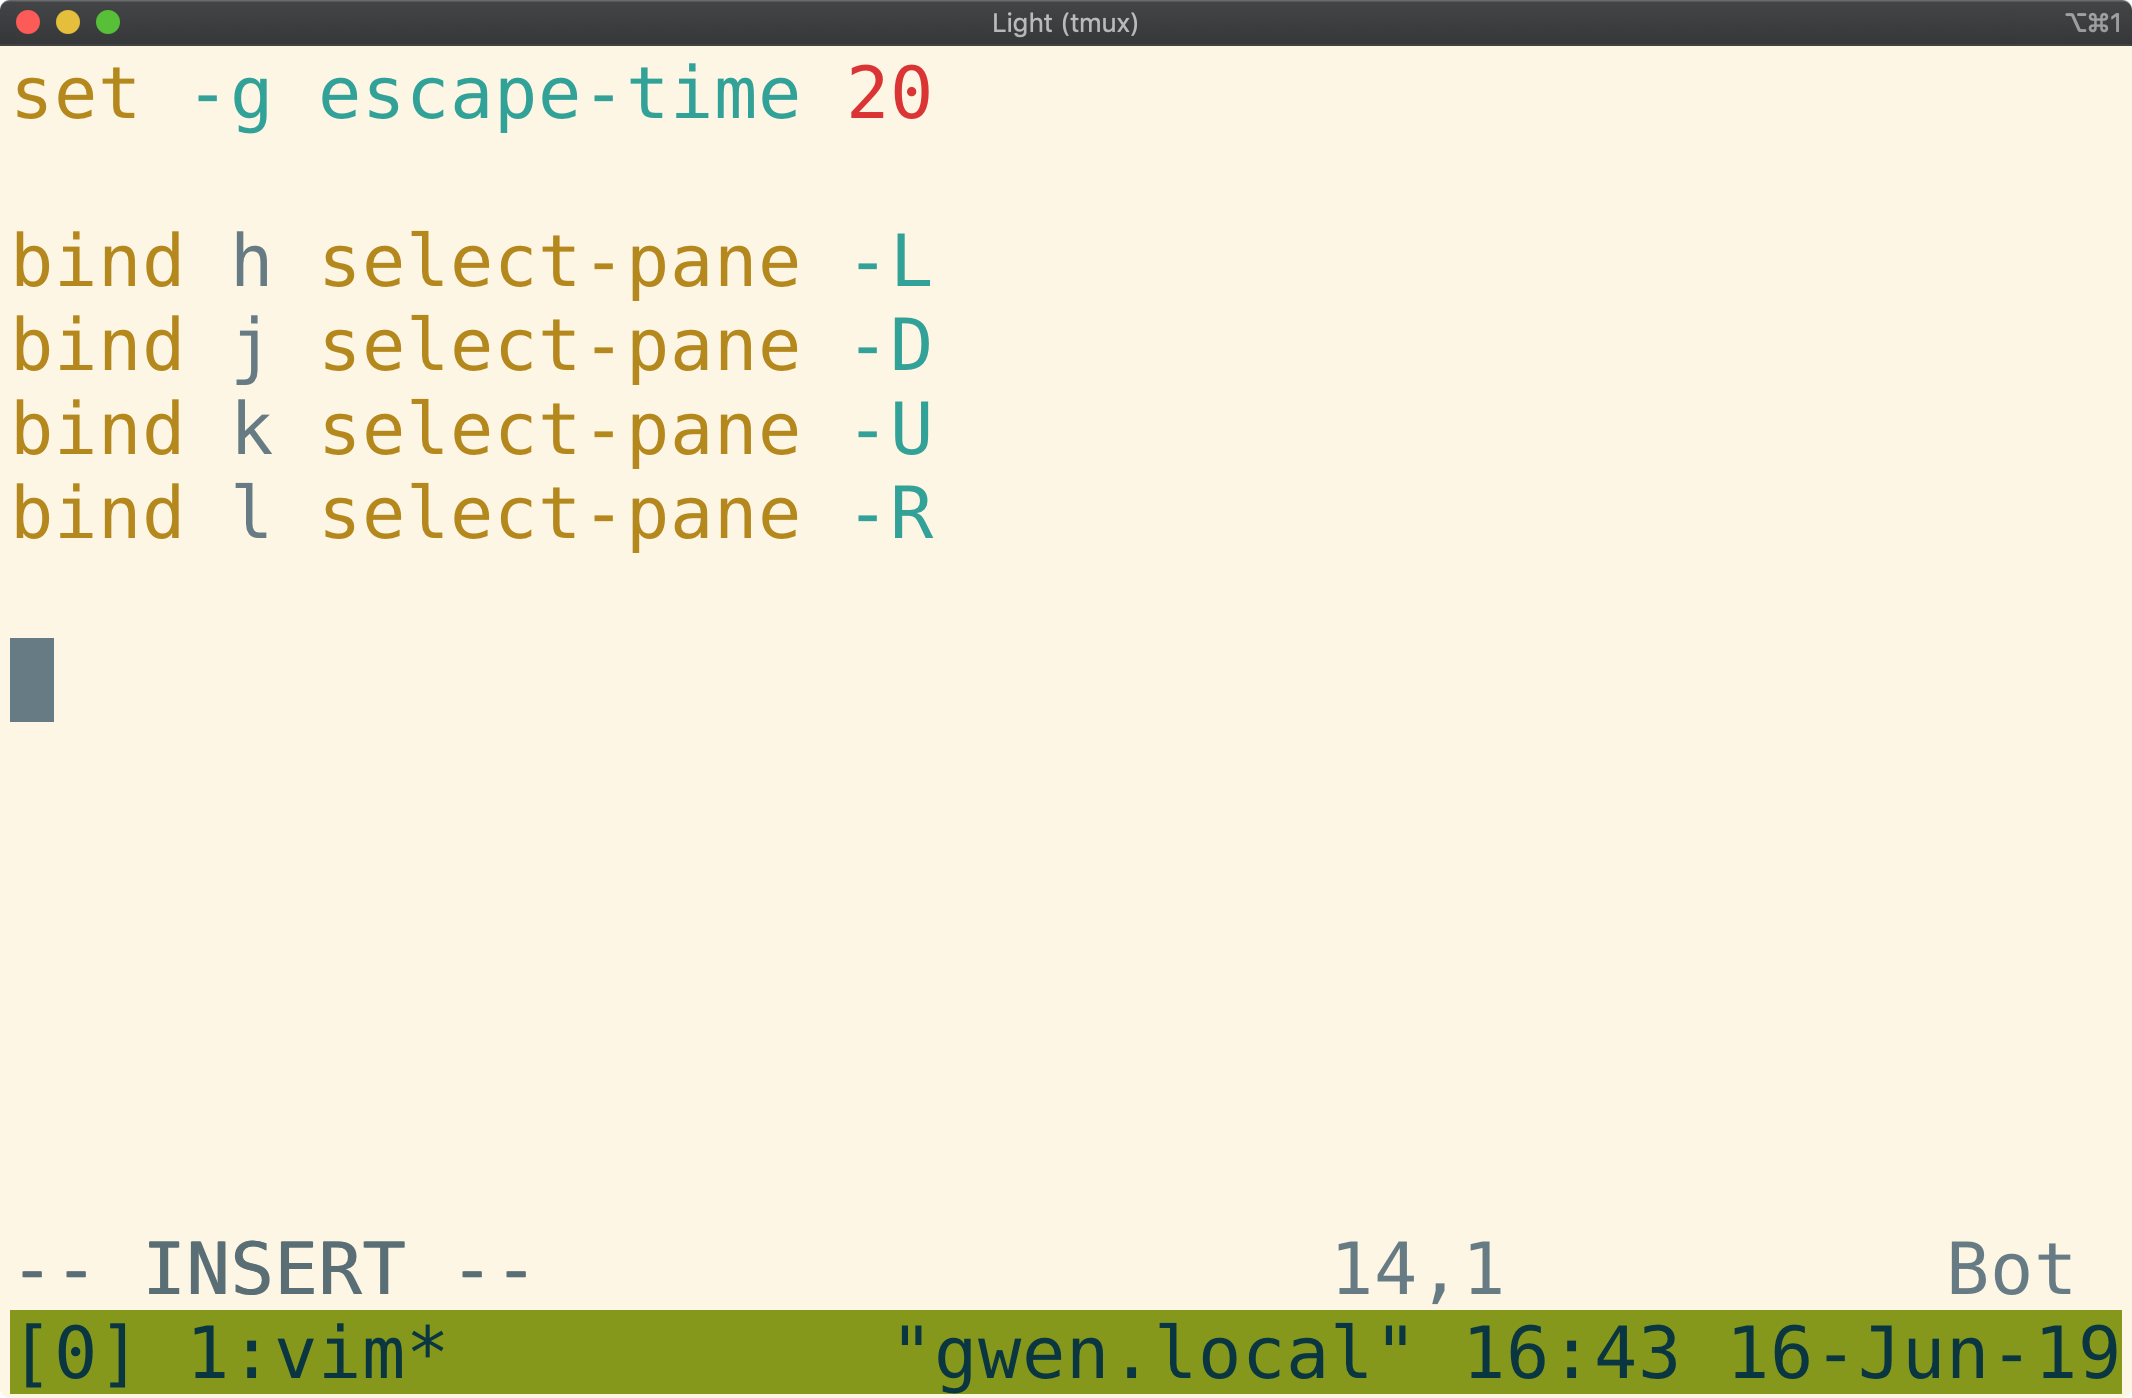 Light (tmux) ⌥⌘1
set -g escape-time 20
bind h select-pane -L
bind j select-pane -D
bind k select-pane -U
bind l select-pane -R
-- INSERT -- 14,1 Bot
[0] 1:vim* "gwen.local" 16:43 16-Jun-19